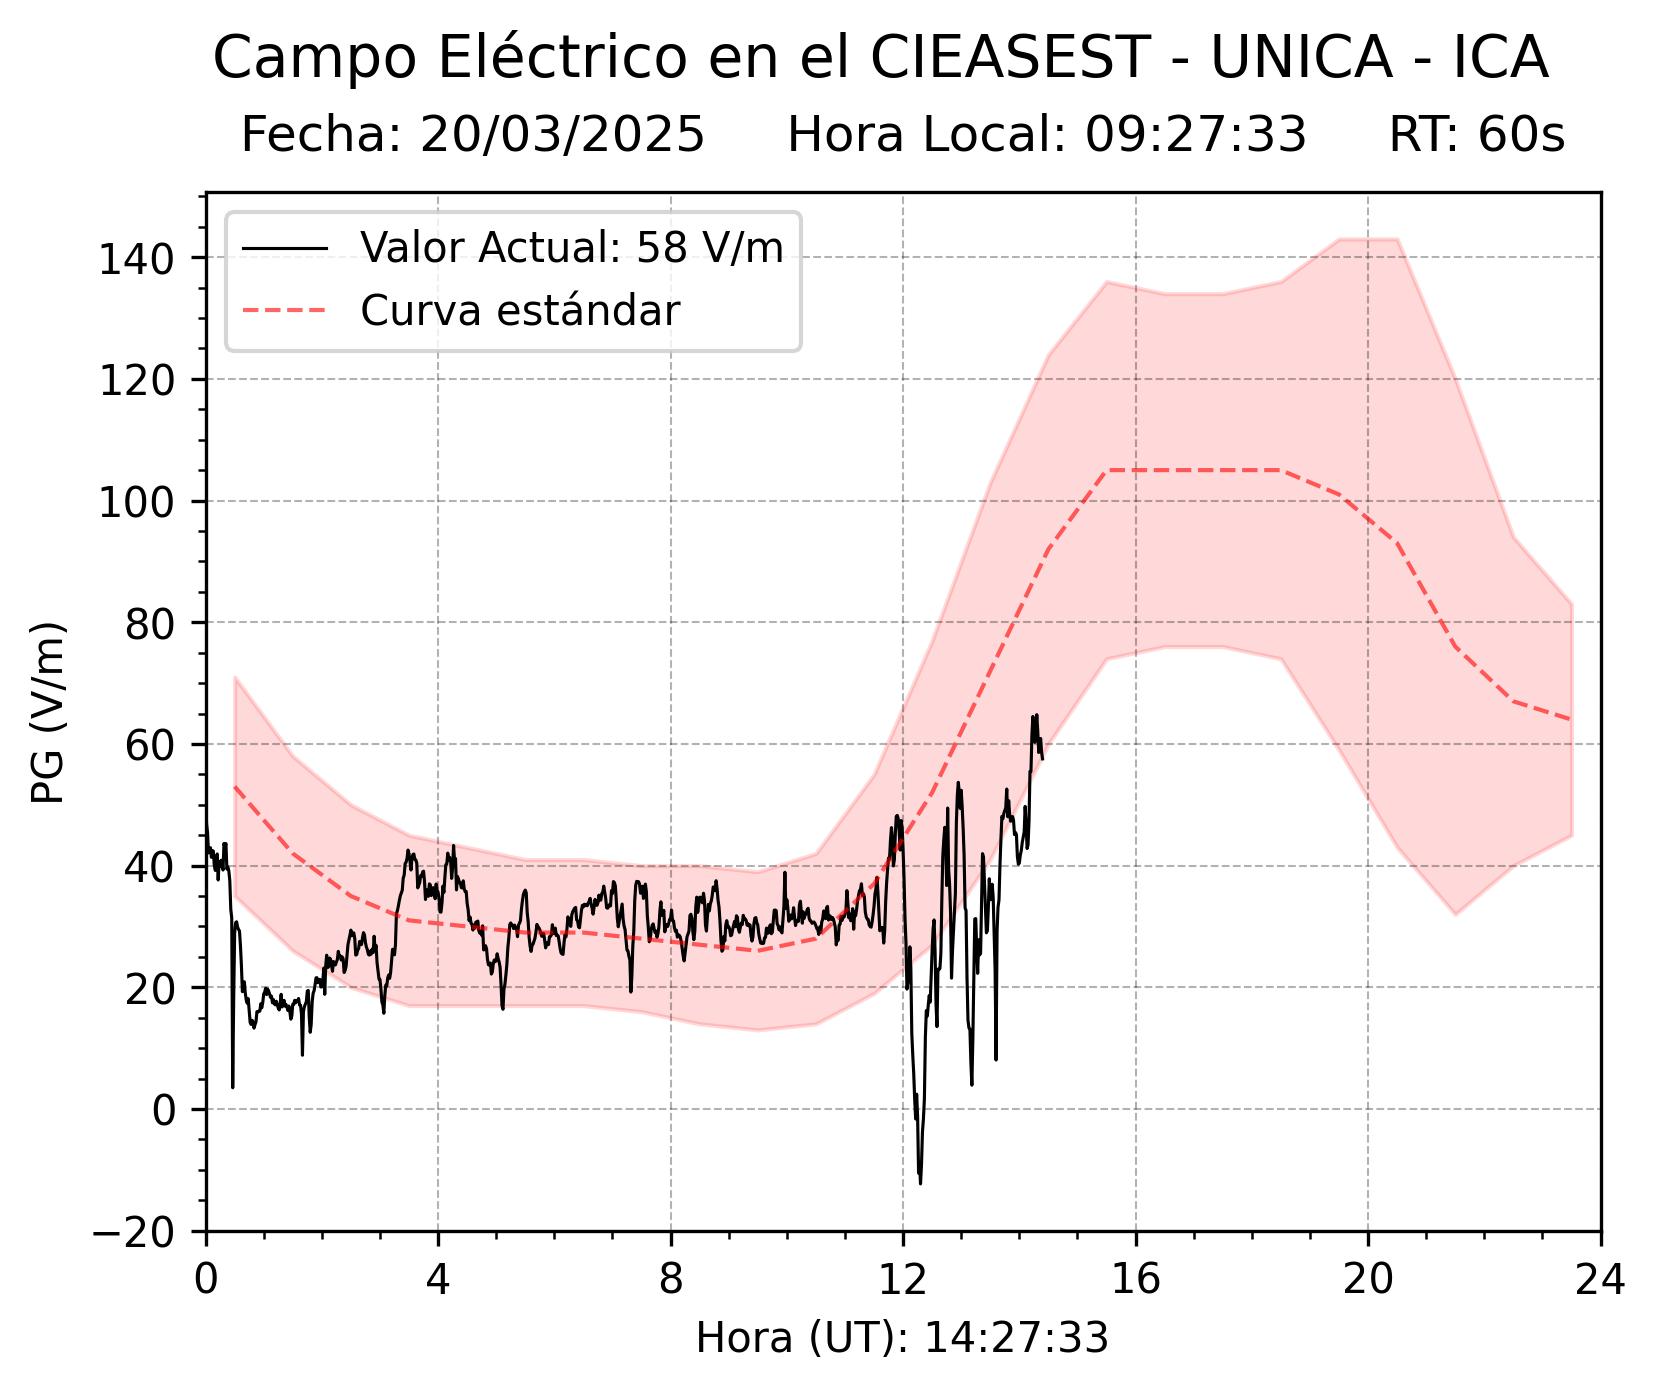 Campo Eléctrico en el CIEASEST - UNICA - ICA
Fecha: 20/03/2025 Hora Local: 09:27:33 RT: 60s
Valor Actual: 58 V/m
Curva estándar
140
120
100
80
60
40
20
0
−20
PG (V/m)
0 4 8 12 16 20 24
Hora (UT): 14:27:33